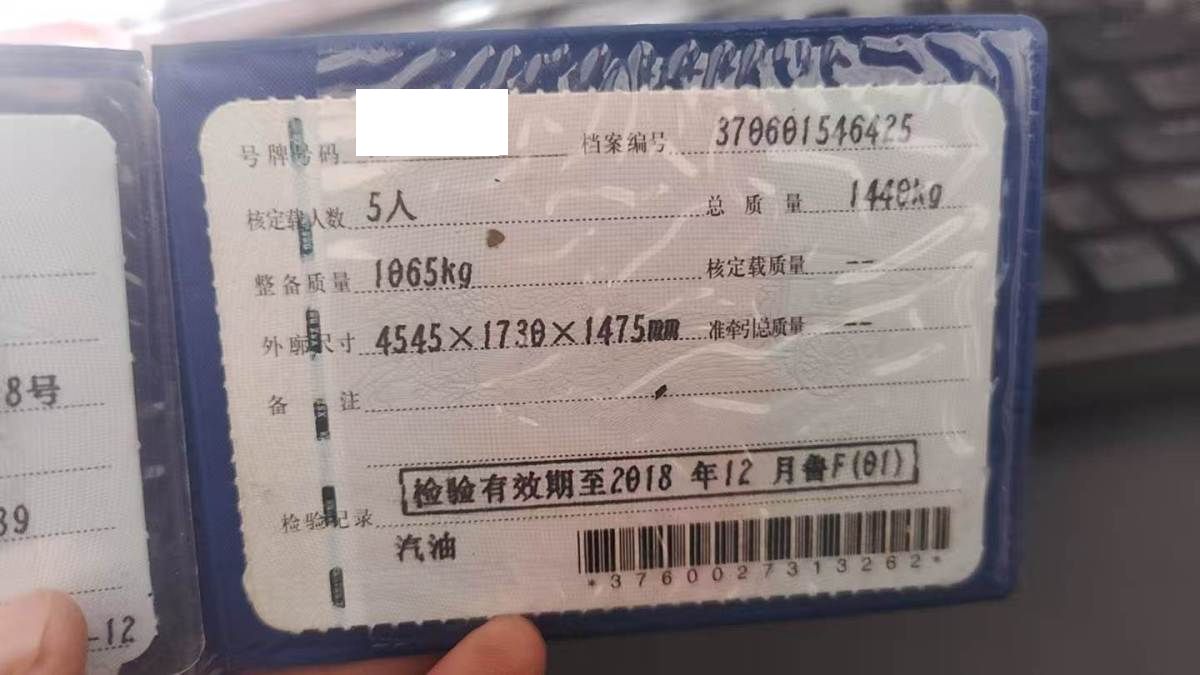 号牌号码 档案编号 370601546425
核定载人数 5人 总质量 1440kg
整备质量 1065kg 核定载质量 --
外廓尺寸 4545×1730×1475mm 准牵引总质量 --
备注
检验有效期至2018年12月鲁F(01)
检验记录
汽油
*3760027313262*
8号
39
-12